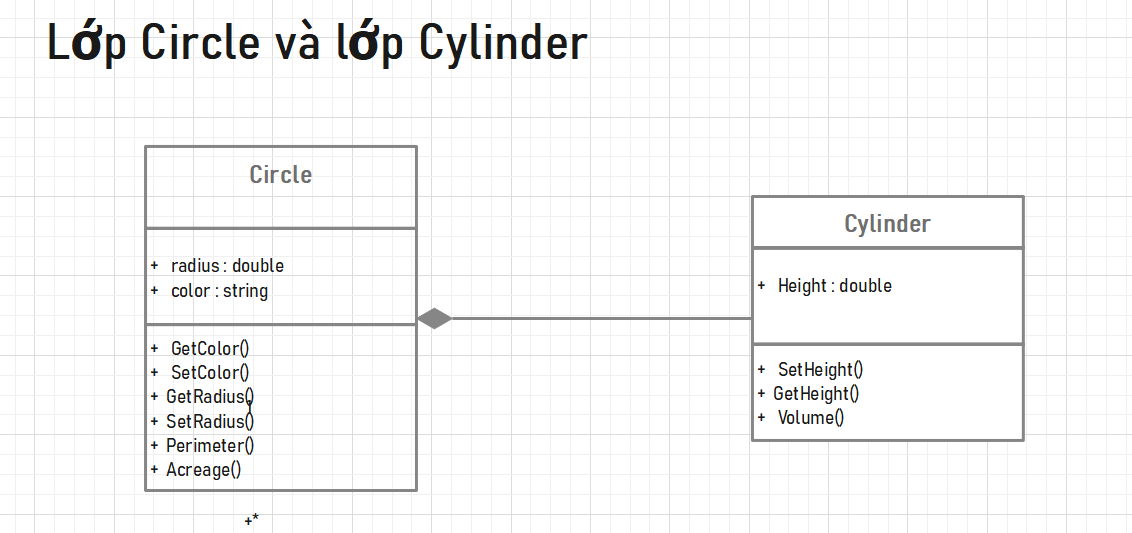 Lớp Circle và lớp Cylinder
Circle
+ radius : double
+ color : string
+ GetColor()
+ SetColor()
+ GetRadius()
+ SetRadius()
+ Perimeter()
+ Acreage()
+*
Cylinder
+ Height : double
+ SetHeight()
+ GetHeight()
+ Volume()